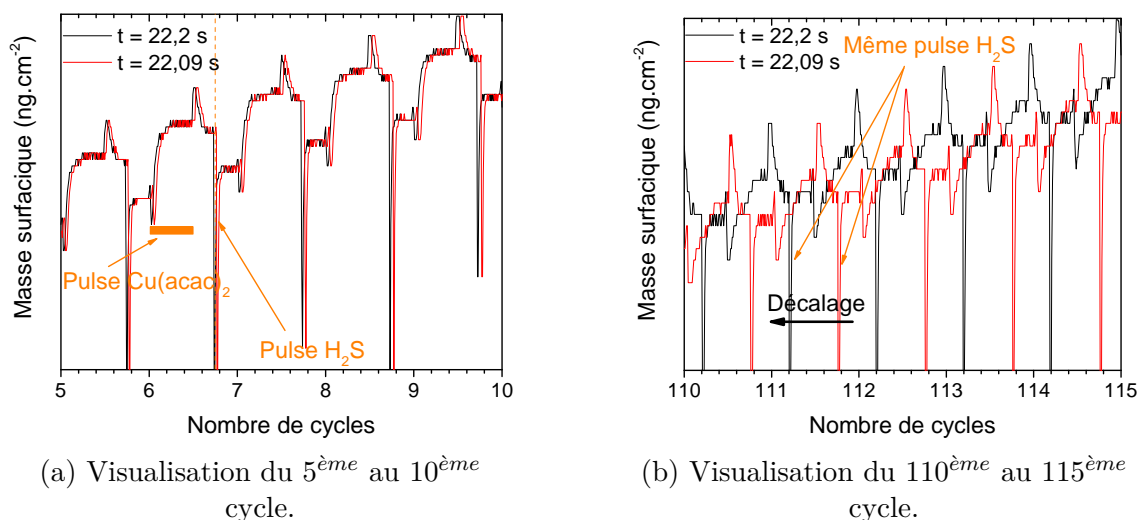 Masse surfacique (ng.cm⁻²)
t = 22,2 s
t = 22,09 s
Pulse Cu(acac)₂
Pulse H₂S
5 6 7 8 9 10
Nombre de cycles
(a) Visualisation du 5ᵉ̀ᵐᵉ au 10ᵉ̀ᵐᵉ
cycle.
Masse surfacique (ng.cm⁻²)
t = 22,2 s
t = 22,09 s
Même pulse H₂S
Décalage
110 111 112 113 114 115
Nombre de cycles
(b) Visualisation du 110ᵉ̀ᵐᵉ au 115ᵉ̀ᵐᵉ
cycle.